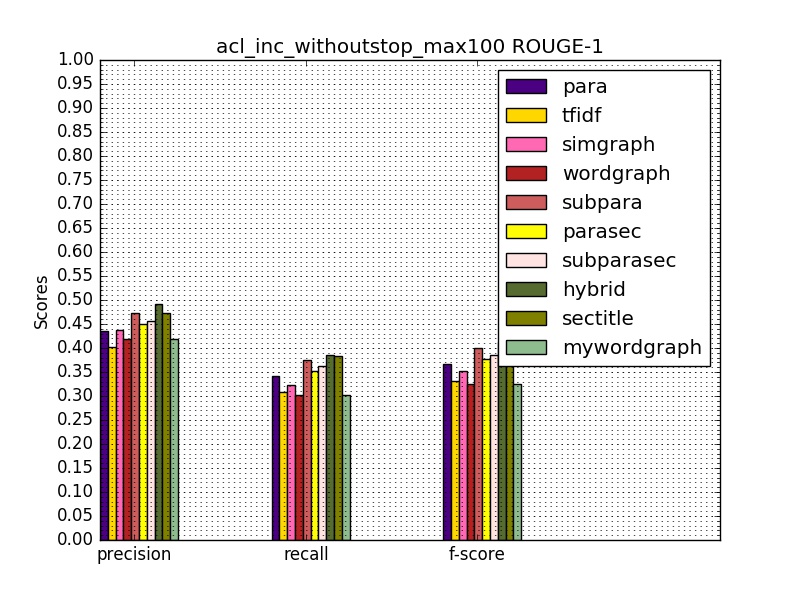 acl_inc_withoutstop_max100 ROUGE-1
1.00
0.95
0.90
0.85
0.80
0.75
0.70
0.65
0.60
0.55
0.50
0.45
0.40
0.35
0.30
0.25
0.20
0.15
0.10
0.05
0.00
Scores
para
tfidf
simgraph
wordgraph
subpara
parasec
subparasec
hybrid
sectitle
mywordgraph
precision recall f-score